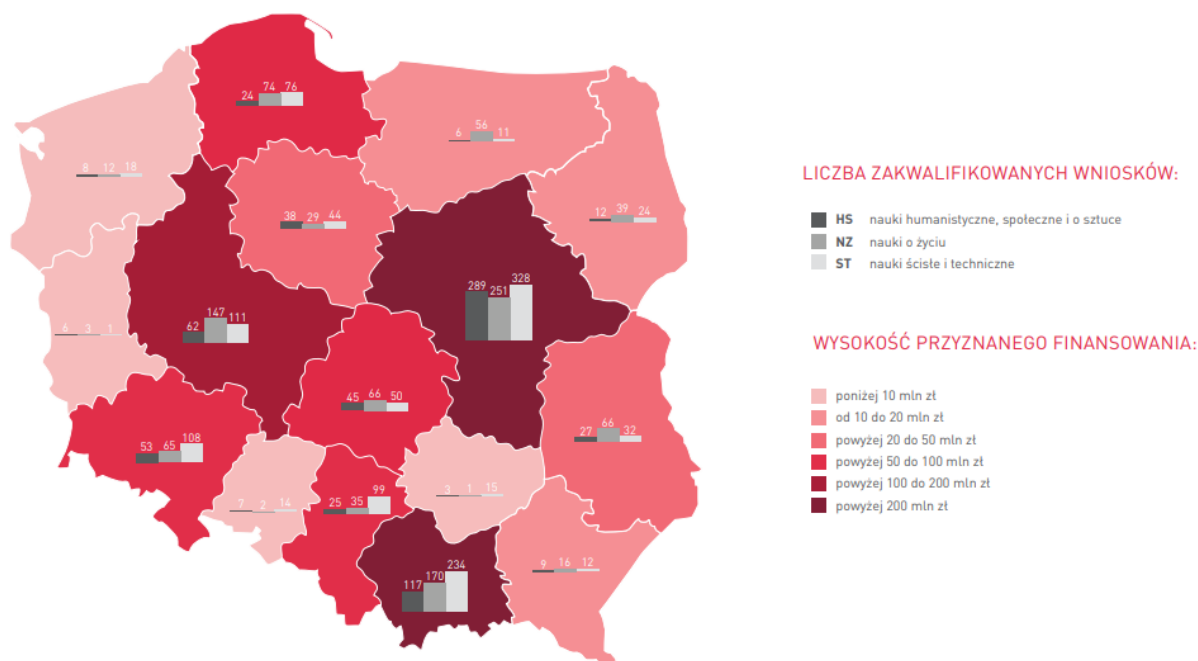 24 74 76
6 56 11
8 12 18
38 29 44
12 39 24
289 251 328
6 3 1
62 147 111
45 66 50
27 66 32
53 65 108
7 2 14
25 35 99
3 1 15
9 16 12
117 170 234
LICZBA ZAKWALIFIKOWANYCH WNIOSKÓW:
HS nauki humanistyczne, społeczne i o sztuce
NZ nauki o życiu
ST nauki ścisłe i techniczne
WYSOKOŚĆ PRZYZNANEGO FINANSOWANIA:
poniżej 10 mln zł
od 10 do 20 mln zł
powyżej 20 do 50 mln zł
powyżej 50 do 100 mln zł
powyżej 100 do 200 mln zł
powyżej 200 mln zł